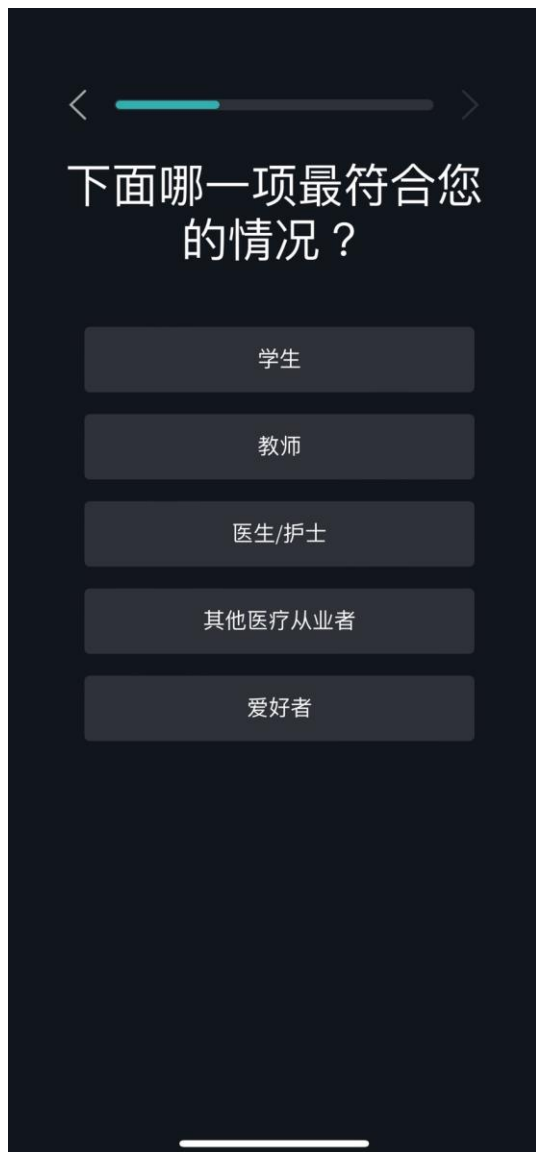 下面哪一项最符合您
的情况？
学生
教师
医生/护士
其他医疗从业者
爱好者